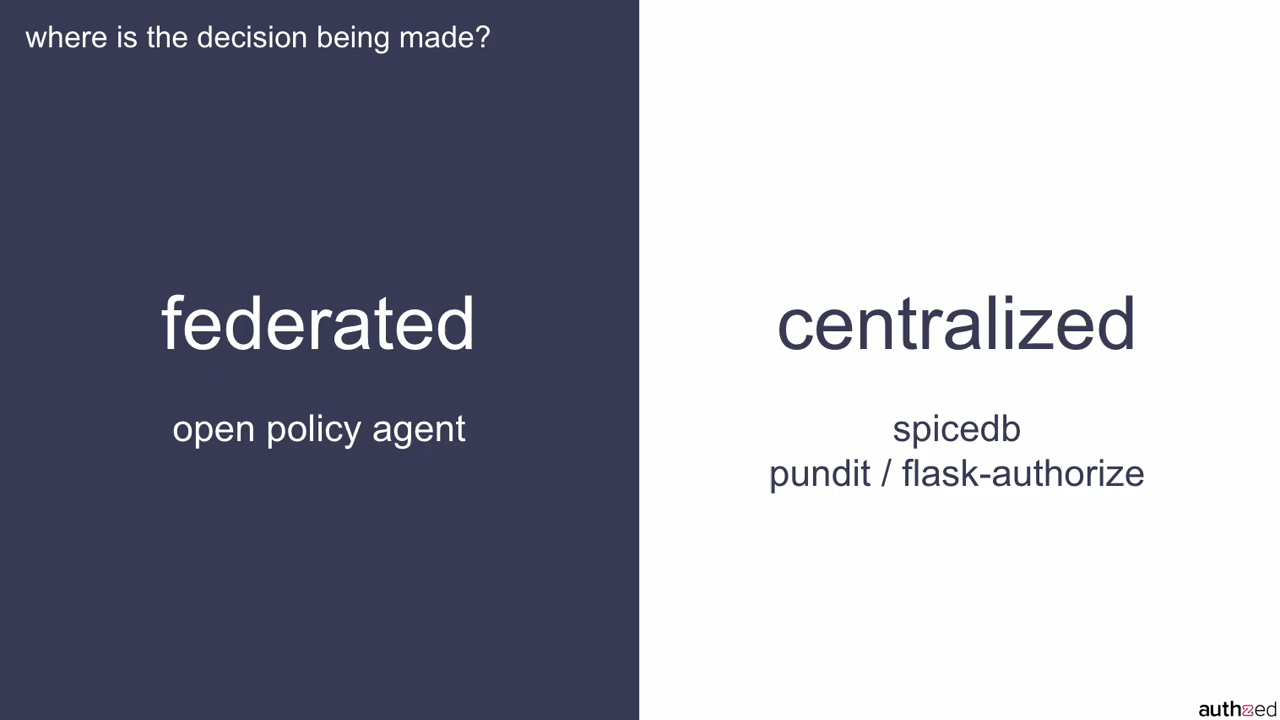 where is the decision being made?
federated
open policy agent
centralized
spicedb
pundit / flask-authorize
authzed